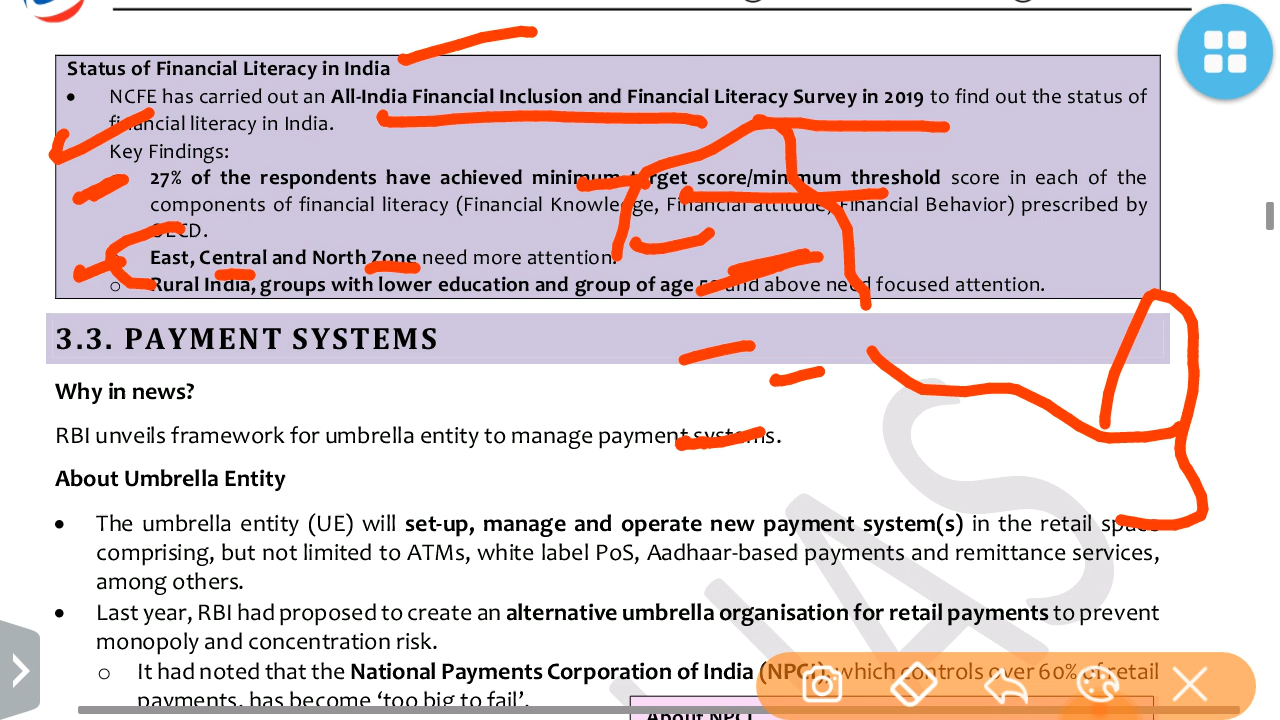 Status of Financial Literacy in India
• NCFE has carried out an All-India Financial Inclusion and Financial Literacy Survey in 2019 to find out the status of
financial literacy in India.
Key Findings:
27% of the respondents have achieved minimum target score/minimum threshold score in each of the
components of financial literacy (Financial Knowledge, Financial attitude, Financial Behavior) prescribed by
OECD.
East, Central and North Zone need more attention.
o Rural India, groups with lower education and group of age and above need focused attention.
3.3. PAYMENT SYSTEMS
Why in news?
RBI unveils framework for umbrella entity to manage payment systems.
About Umbrella Entity
• The umbrella entity (UE) will set-up, manage and operate new payment system(s) in the retail space
comprising, but not limited to ATMs, white label PoS, Aadhaar-based payments and remittance services,
among others.
• Last year, RBI had proposed to create an alternative umbrella organisation for retail payments to prevent
monopoly and concentration risk.
o It had noted that the National Payments Corporation of India (NPCI), which controls over 60% of retail
payments, has become 'too big to fail'.
About NPCI
IAS